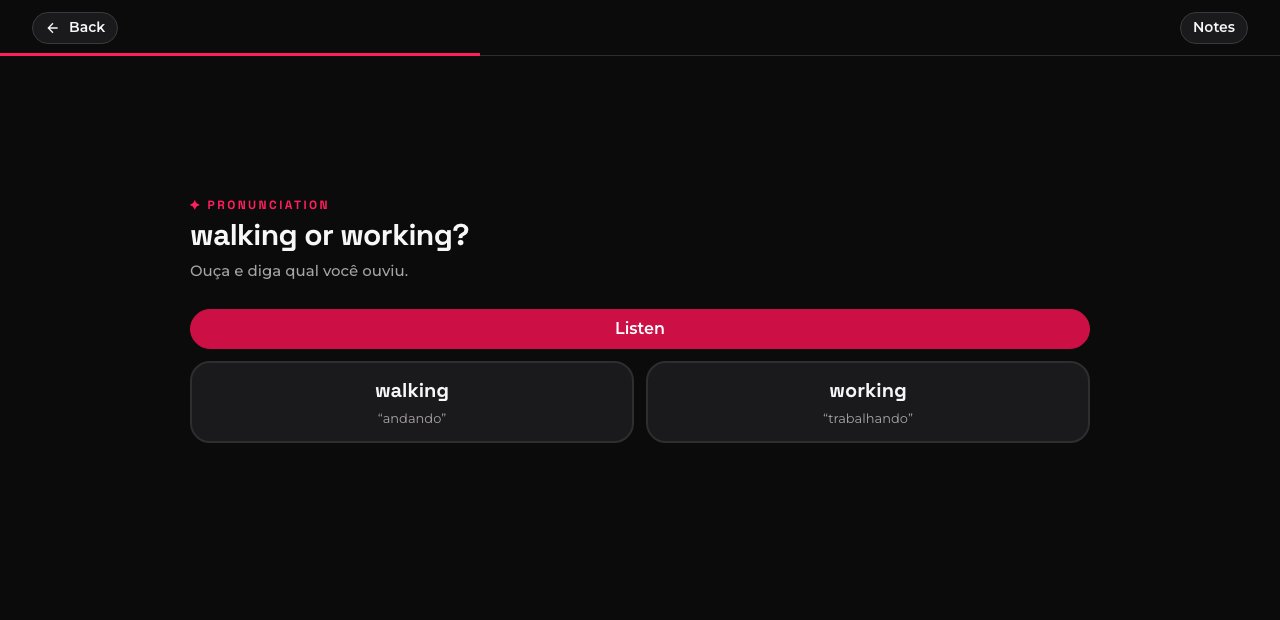 Back
Notes
PRONUNCIATION
walking or working?
Ouça e diga qual você ouviu.
Listen
walking
working
“andando”
“trabalhando”